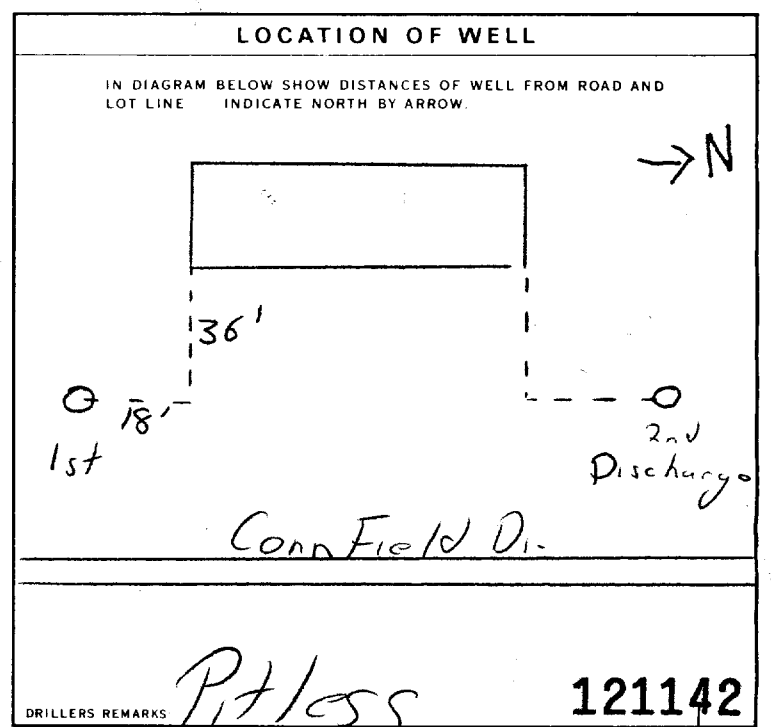 LOCATION OF WELL
IN DIAGRAM BELOW SHOW DISTANCES OF WELL FROM ROAD AND
LOT LINE INDICATE NORTH BY ARROW.
N
36'
18'
1st
2nd
Discharge
Conn Field Dr.
Pitless
DRILLERS REMARKS
121142